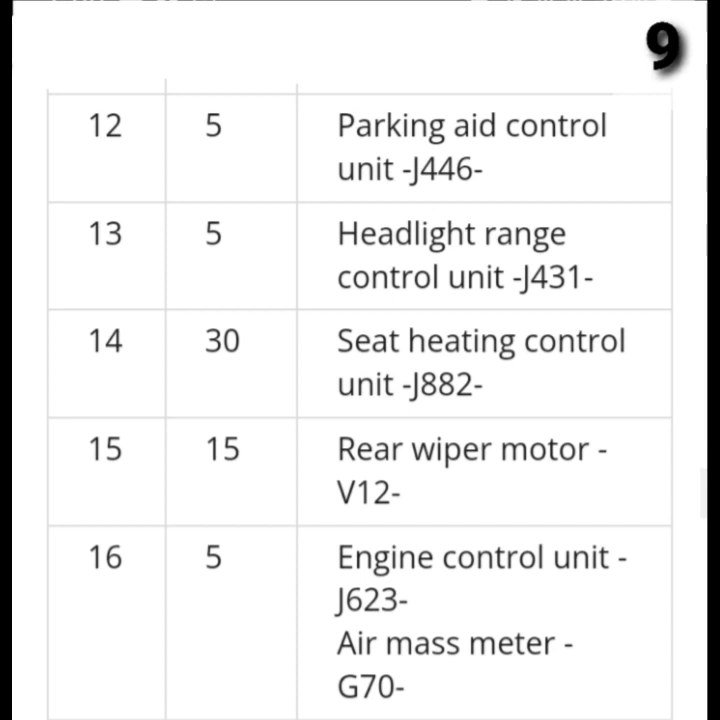 9
12 5 Parking aid control
unit -J446-
13 5 Headlight range
control unit -J431-
14 30 Seat heating control
unit -J882-
15 15 Rear wiper motor -
V12-
16 5 Engine control unit -
J623-
Air mass meter -
G70-